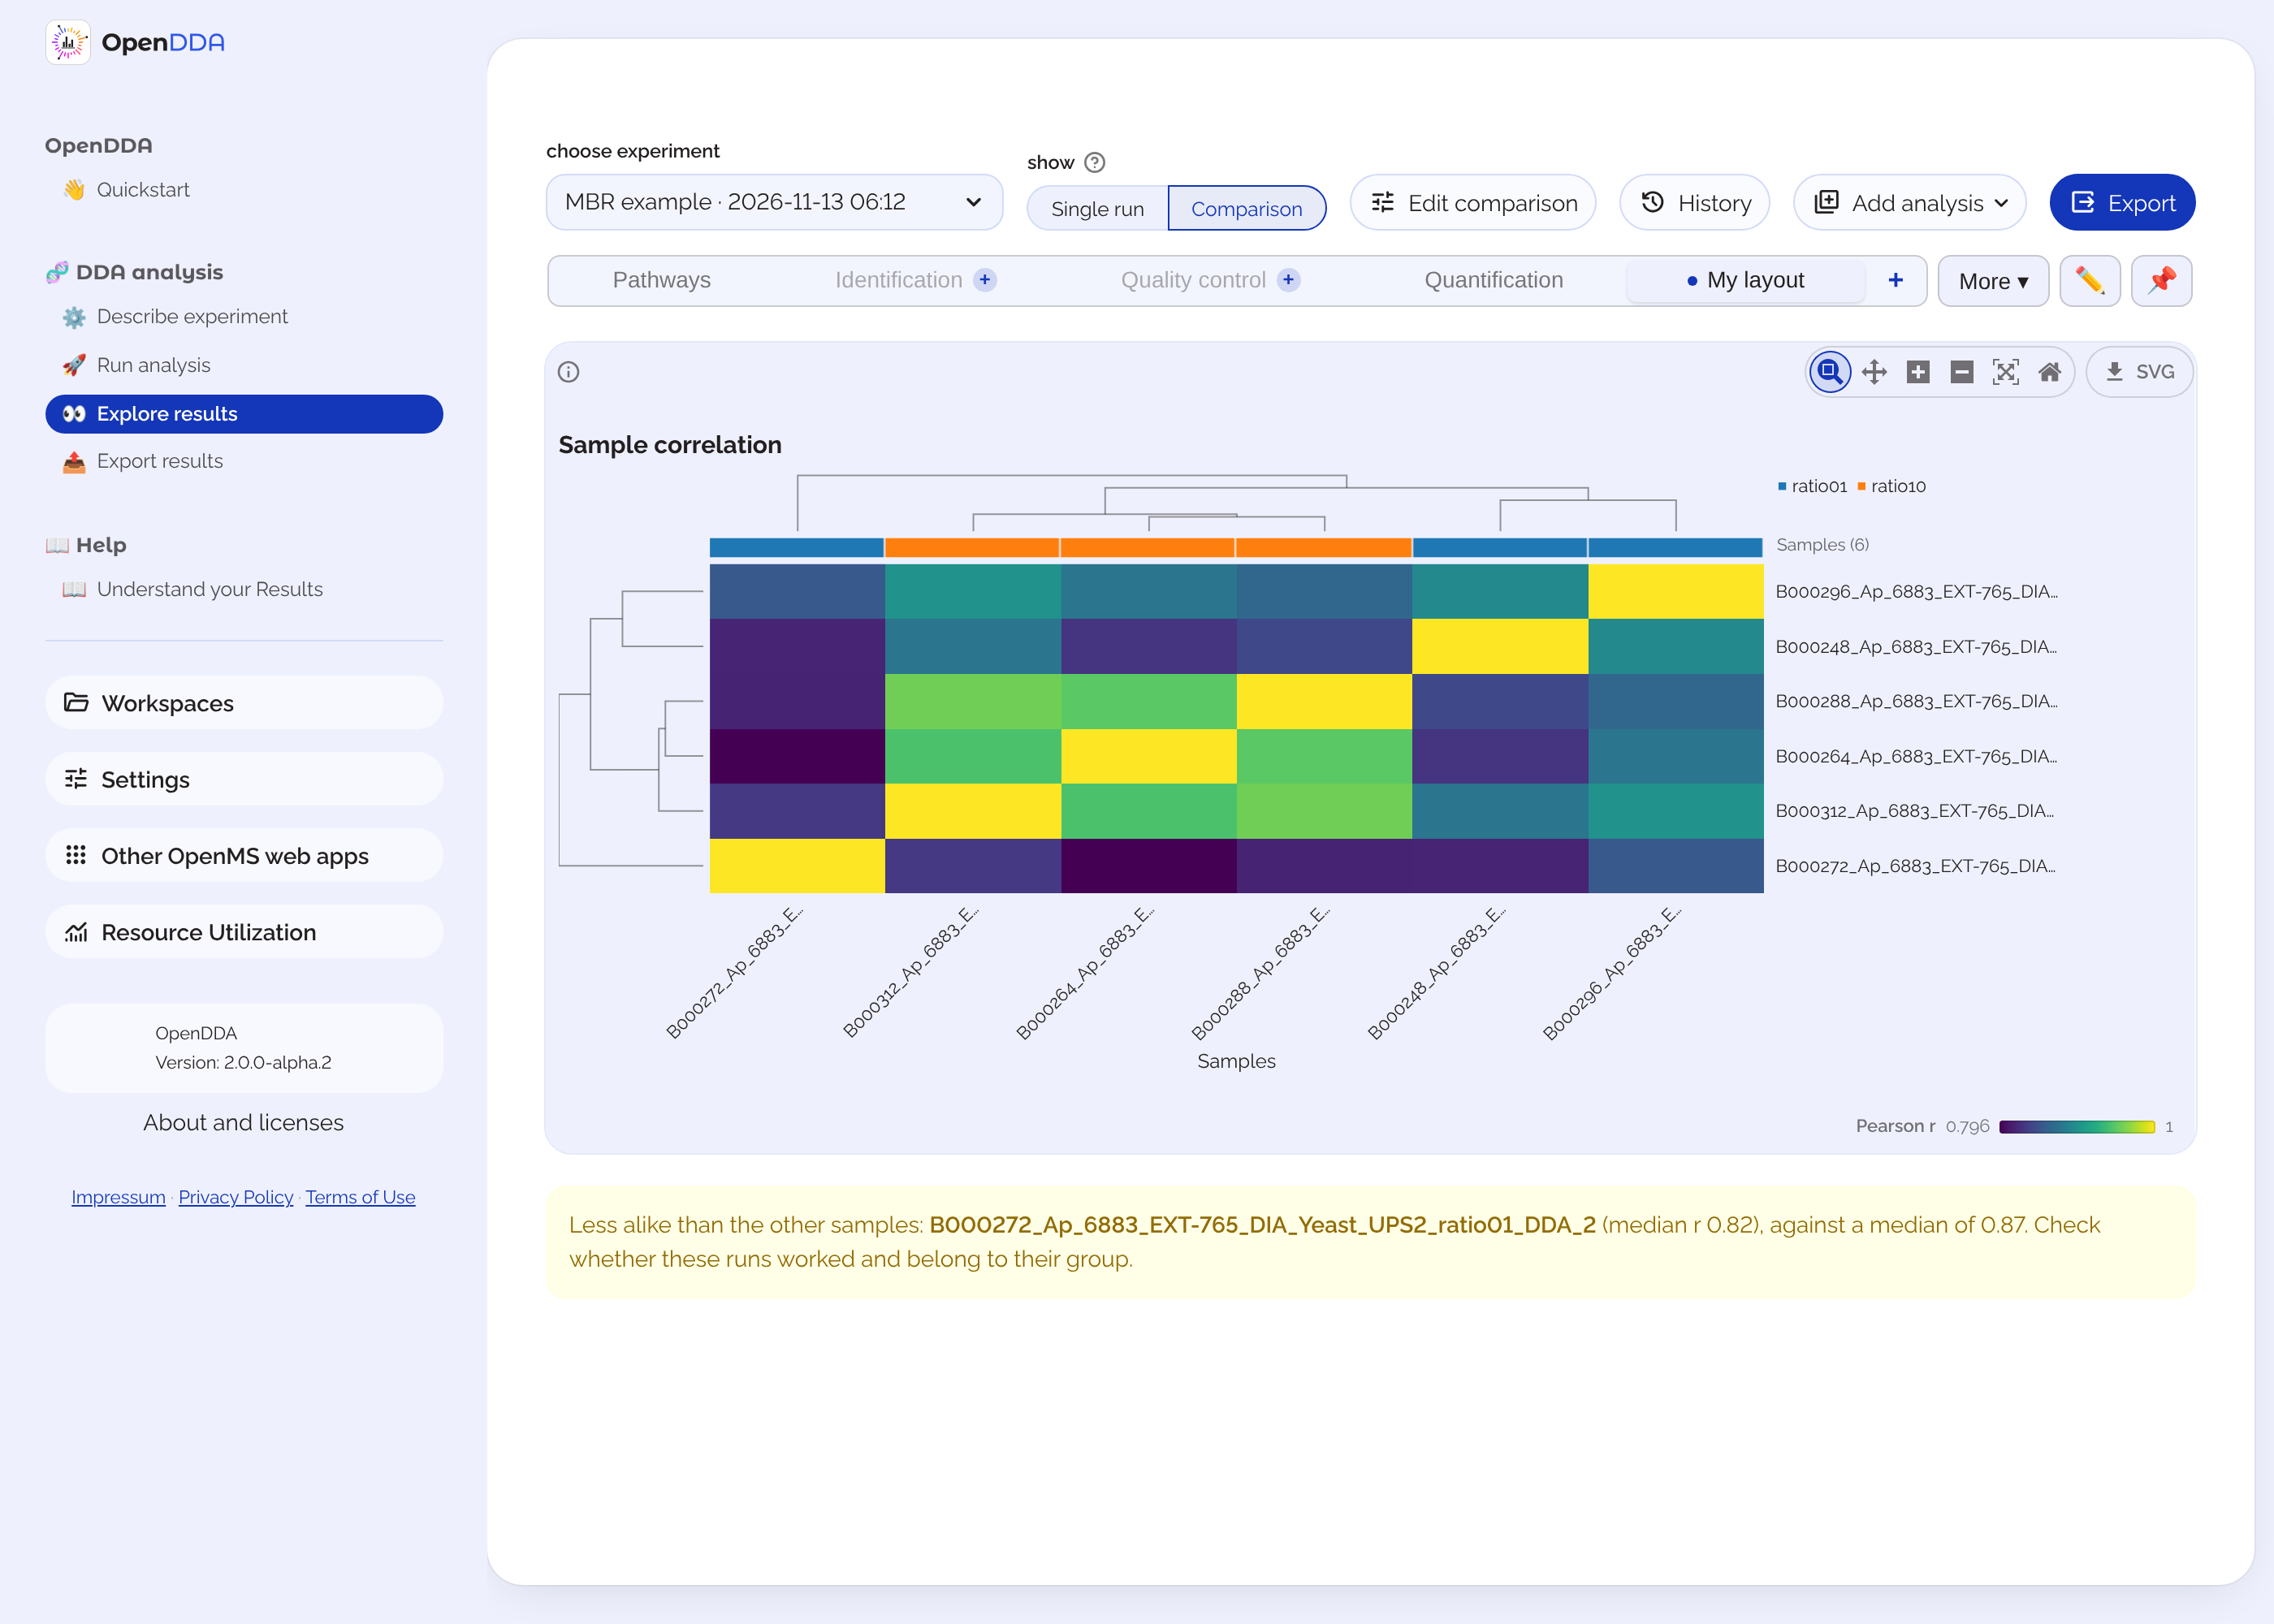 OpenDDA
OpenDDA
Quickstart
DDA analysis
Describe experiment
Run analysis
Explore results
Export results
Help
Understand your Results
Workspaces
Settings
Other OpenMS web apps
Resource Utilization
OpenDDA
Version: 2.0.0-alpha.2
About and licenses
Impressum · Privacy Policy · Terms of Use
choose experiment
MBR example · 2026-11-13 06:12
show
Single run
Comparison
Edit comparison
History
Add analysis
Export
Pathways
Identification +
Quality control +
Quantification
My layout
+
More ▾
SVG
Sample correlation
ratio01 ratio10
Samples (6)
B000296_Ap_6883_EXT-765_DIA…
B000248_Ap_6883_EXT-765_DIA…
B000288_Ap_6883_EXT-765_DIA…
B000264_Ap_6883_EXT-765_DIA…
B000312_Ap_6883_EXT-765_DIA…
B000272_Ap_6883_EXT-765_DIA…
B000272_Ap_6883_E…
B000312_Ap_6883_E…
B000264_Ap_6883_E…
B000288_Ap_6883_E…
B000248_Ap_6883_E…
B000296_Ap_6883_E…
Samples
Pearson r 0.796 1
Less alike than the other samples: B000272_Ap_6883_EXT-765_DIA_Yeast_UPS2_ratio01_DDA_2 (median r 0.82), against a median of 0.87. Check
whether these runs worked and belong to their group.